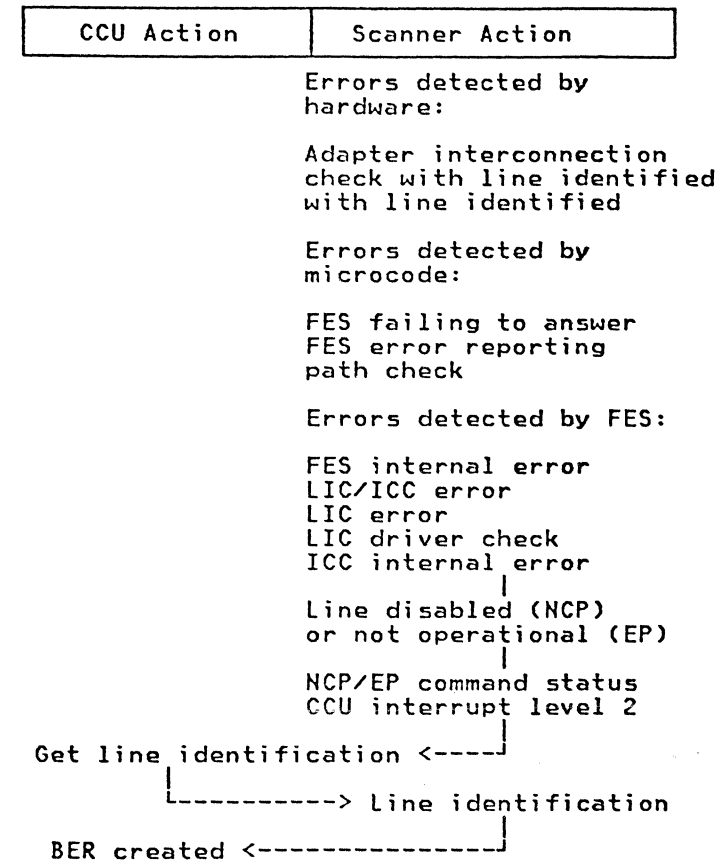 CCU Action Scanner Action
Errors detected by
hardware:
Adapter interconnection
check with line identified
with line identified
Errors detected by
microcode:
FES failing to answer
FES error reporting
path check
Errors detected by FES:
FES internal error
LIC/ICC error
LIC error
LIC driver check
ICC internal error
Line disabled (NCP)
or not operational (EP)
NCP/EP command status
CCU interrupt level 2
Get line identification <----
-----------> Line identification
BER created <---------------